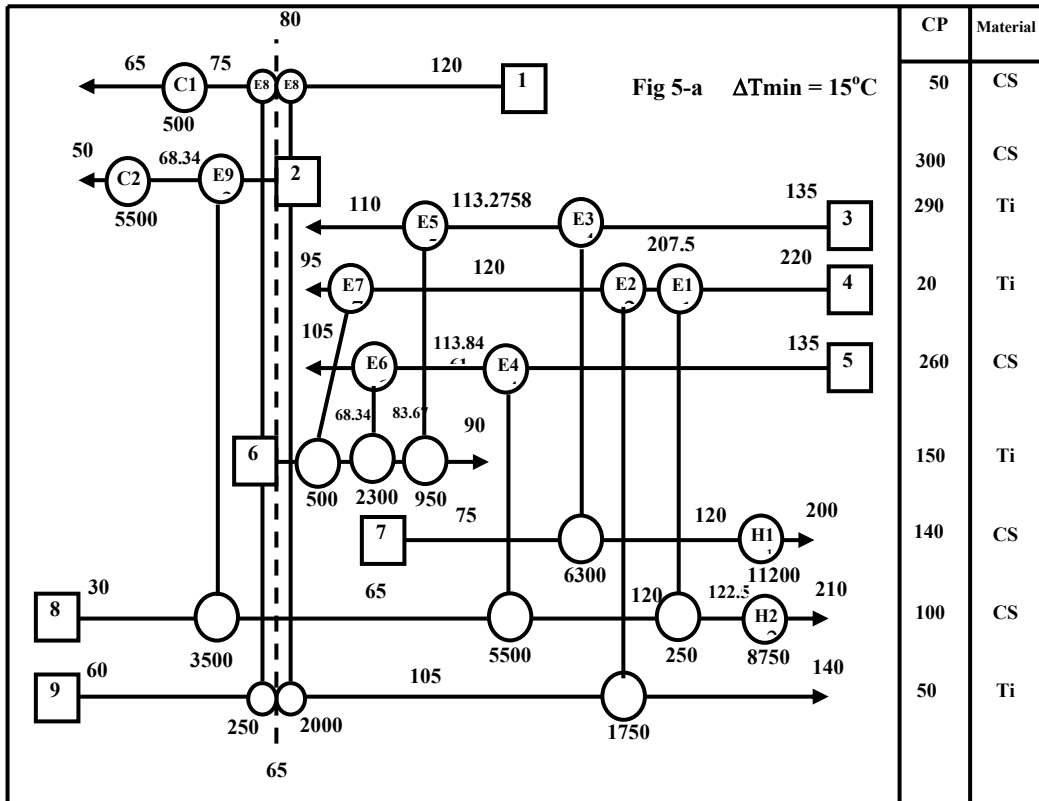 80
CP Material
65 C1 75 E8 E8 120 1 Fig 5-a ΔTmin = 15°C 50 CS
500
50 C2 68.34 E9 2 300 CS
5500
110 E5 113.2758 E3 135 3 290 Ti
95 E7 120 E2 207.5 E1 220 4 20 Ti
105 E6 113.84 E4 135 5 260 CS
68.34 83.67
6 90 150 Ti
500 2300 950
7 75 120 H1 200 140 CS
6300 11200
65
8 30 120 122.5 H2 210 100 CS
3500 5500 250 8750
9 60 105 140 50 Ti
250 2000 1750
65